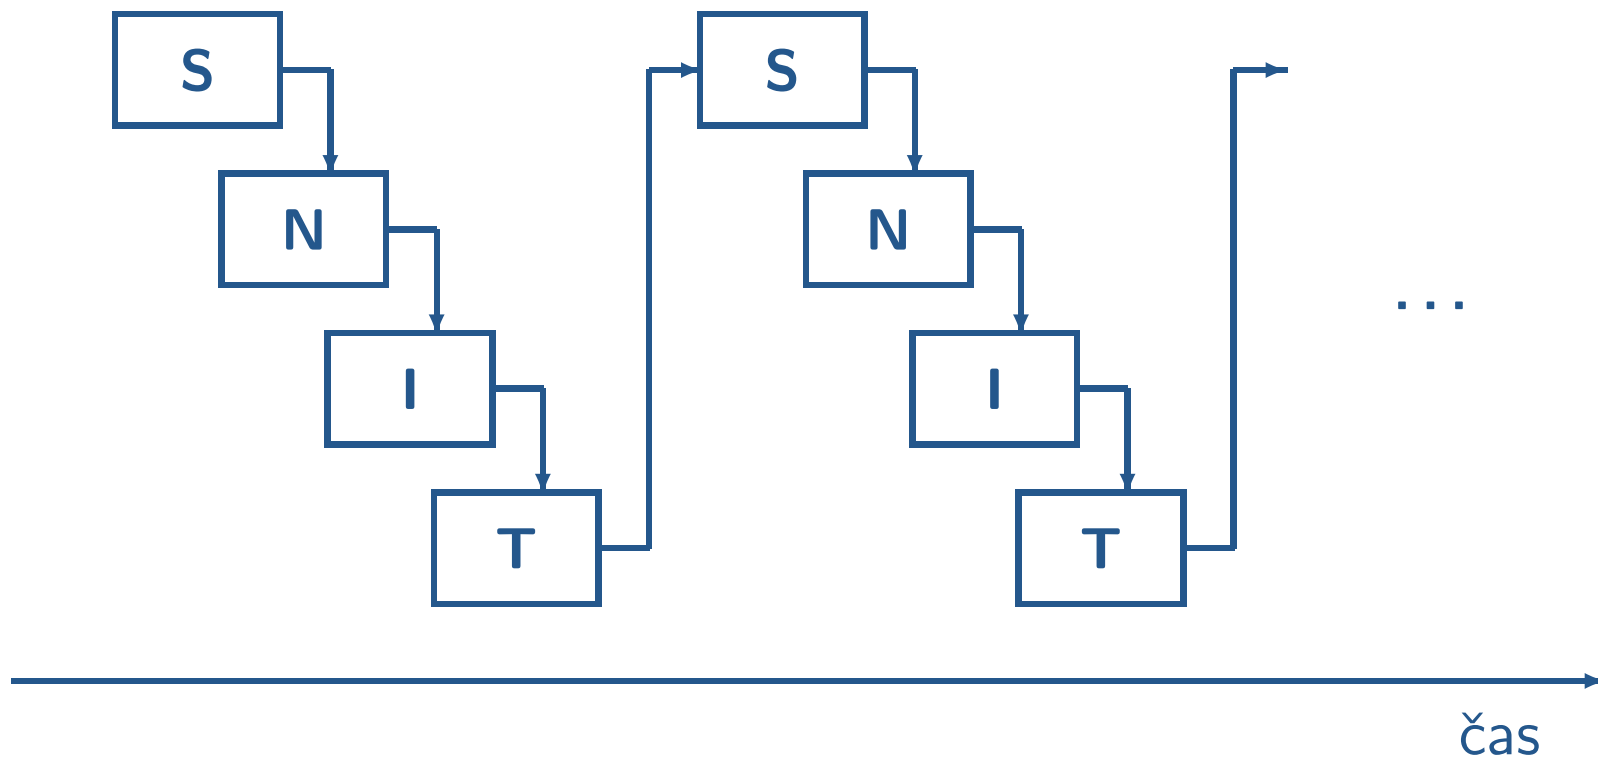 S S
N N
. . .
I I
T T
čas